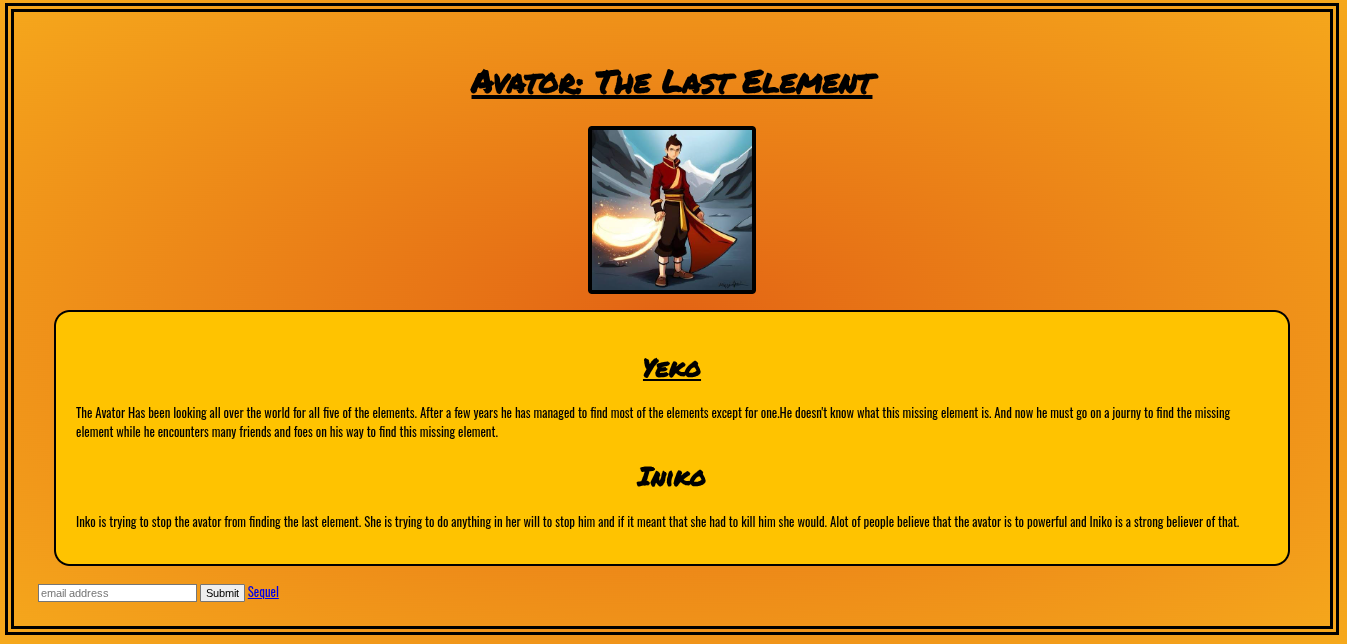 Avator: The Last Element
Yeko
The Avator Has been looking all over the world for all five of the elements. After a few years he has managed to find most of the elements except for one.He doesn't know what this missing element is. And now he must go on a journy to find the missing
element while he encounters many friends and foes on his way to find this missing element.
Iniko
Inko is trying to stop the avator from finding the last element. She is trying to do anything in her will to stop him and if it meant that she had to kill him she would. Alot of people believe that the avator is to powerful and Iniko is a strong believer of that.
email address Submit Sequel